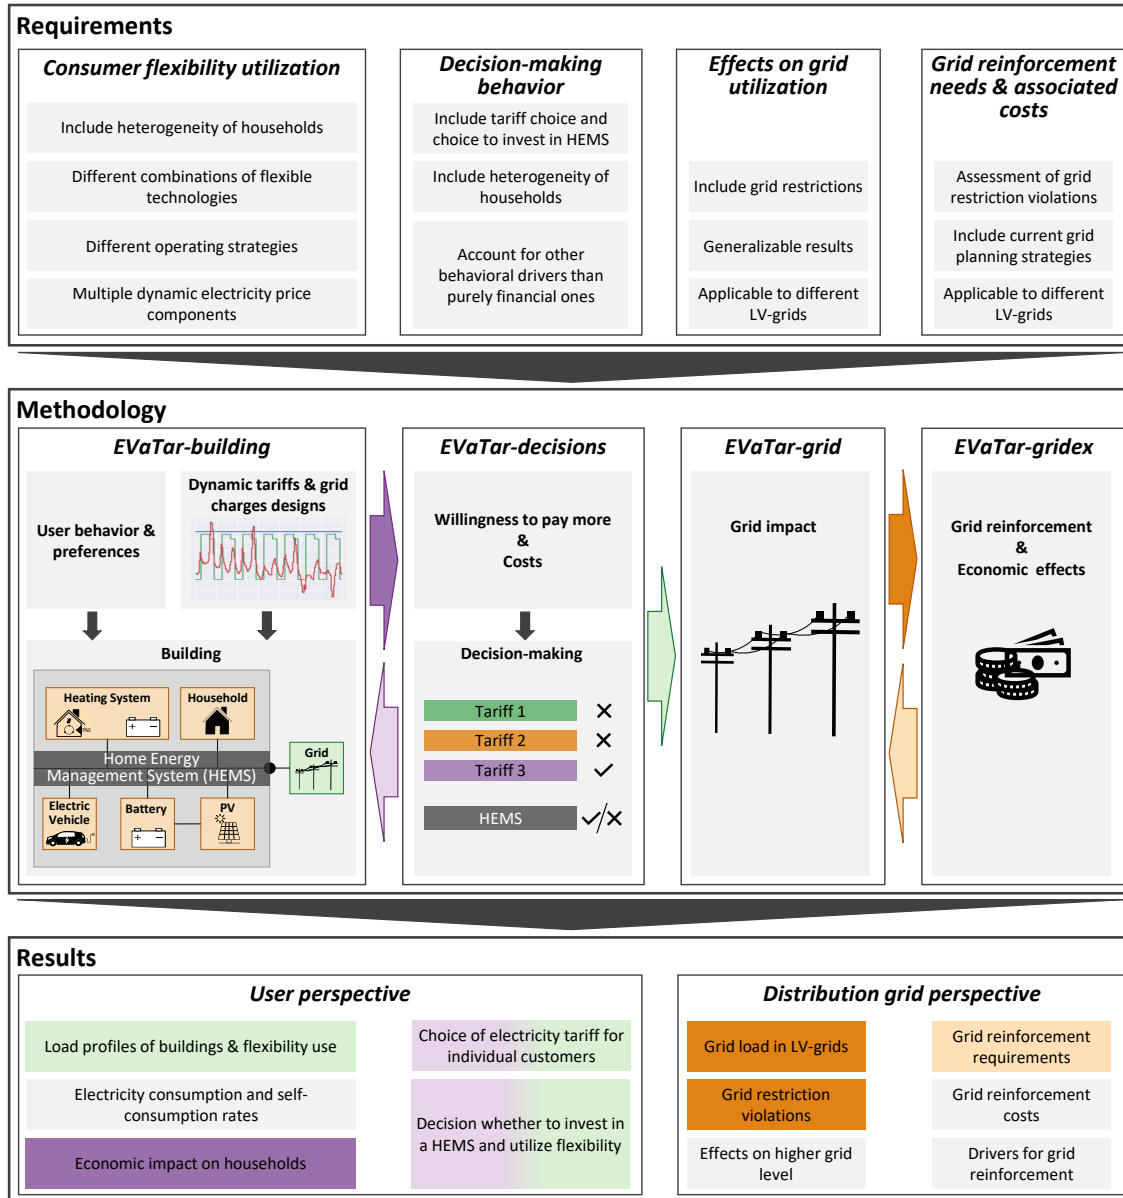 Requirements
Consumer flexibility utilization
Include heterogeneity of households
Different combinations of flexible
technologies
Different operating strategies
Multiple dynamic electricity price
components
Decision-making
behavior
Include tariff choice and
choice to invest in HEMS
Include heterogeneity of
households
Account for other
behavioral drivers than
purely financial ones
Effects on grid
utilization
Include grid restrictions
Generalizable results
Applicable to different
LV-grids
Grid reinforcement
needs & associated
costs
Assessment of grid
restriction violations
Include current grid
planning strategies
Applicable to different
LV-grids
Methodology
EVaTar-building
User behavior &
preferences
Dynamic tariffs & grid
charges designs
Building
Heating System
Household
Home Energy
Management System (HEMS)
Grid
Electric
Vehicle
Battery
PV
EVaTar-decisions
Willingness to pay more
&
Costs
Decision-making
Tariff 1
Tariff 2
Tariff 3
HEMS
EVaTar-grid
Grid impact
EVaTar-gridex
Grid reinforcement
&
Economic effects
Results
User perspective
Load profiles of buildings & flexibility use
Electricity consumption and self-
consumption rates
Economic impact on households
Choice of electricity tariff for
individual customers
Decision whether to invest in
a HEMS and utilize flexibility
Distribution grid perspective
Grid load in LV-grids
Grid restriction
violations
Effects on higher grid
level
Grid reinforcement
requirements
Grid reinforcement
costs
Drivers for grid
reinforcement